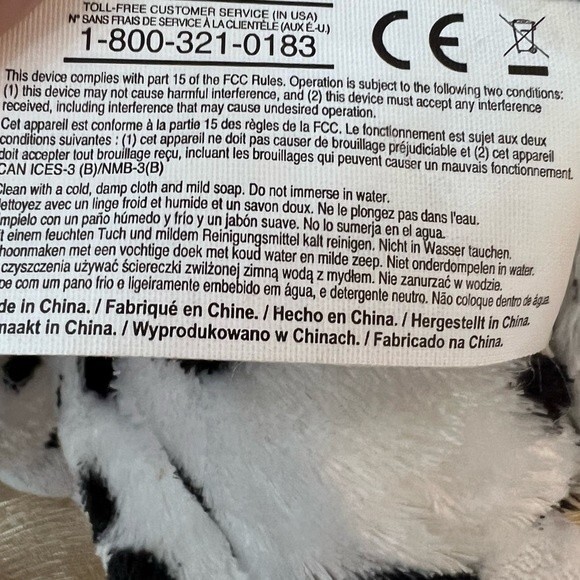 TOLL-FREE CUSTOMER SERVICE (IN USA)
N° SANS FRAIS DE SERVICE À LA CLIENTÈLE (AUX É.-U.)
1-800-321-0183
CE
This device complies with part 15 of the FCC Rules. Operation is subject to the following two conditions:
(1) this device may not cause harmful interference, and (2) this device must accept any interference
received, including interference that may cause undesired operation.
Cet appareil est conforme à la partie 15 des règles de la FCC. Le fonctionnement est sujet aux deux
conditions suivantes : (1) cet appareil ne doit pas causer de brouillage préjudiciable et (2) cet appareil
doit accepter tout brouillage reçu, incluant les brouillages qui peuvent causer un mauvais fonctionnement.
CAN ICES-3 (B)/NMB-3(B)
Clean with a cold, damp cloth and mild soap. Do not immerse in water.
ettoyez avec un linge froid et humide et un savon doux. Ne le plongez pas dans l'eau.
mpielo con un paño húmedo y frío y un jabón suave. No lo sumerja en el agua.
t einem feuchten Tuch und mildem Reinigungsmittel kalt reinigen. Nicht in Wasser tauchen.
hoonmaken met een vochtige doek met koud water en milde zeep. Niet onderdompelen in water.
czyszczenia używać ściereczki zwilżonej zimną wodą z mydłem. Nie zanurzać w wodzie.
pe com um pano frio e ligeiramente embebido em água, e detergente neutro. Não coloque dentro de água.
de in China. / Fabriqué en Chine. / Hecho en China. / Hergestellt in China.
maakt in China. / Wyprodukowano w Chinach. / Fabricado na China.